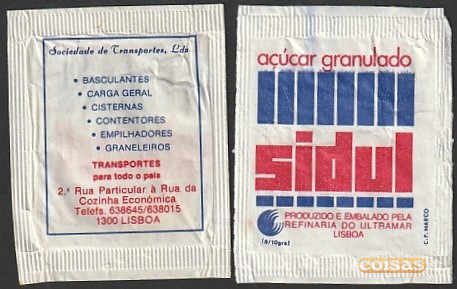 Sociedade de Transportes, Lda.
• BASCULANTES
• CARGA GERAL
• CISTERNAS
• CONTENTORES
• EMPILHADORES
• GRANELEIROS
TRANSPORTES
para todo o país
2.ª Rua Particular à Rua da
Cozinha Económica
Telefs. 638645/638015
1300 LISBOA
açúcar granulado
sidul
PRODUZIDO E EMBALADO PELA
REFINARIA DO ULTRAMAR
LISBOA
(8/10grs)
C.F. MARCO
coisas